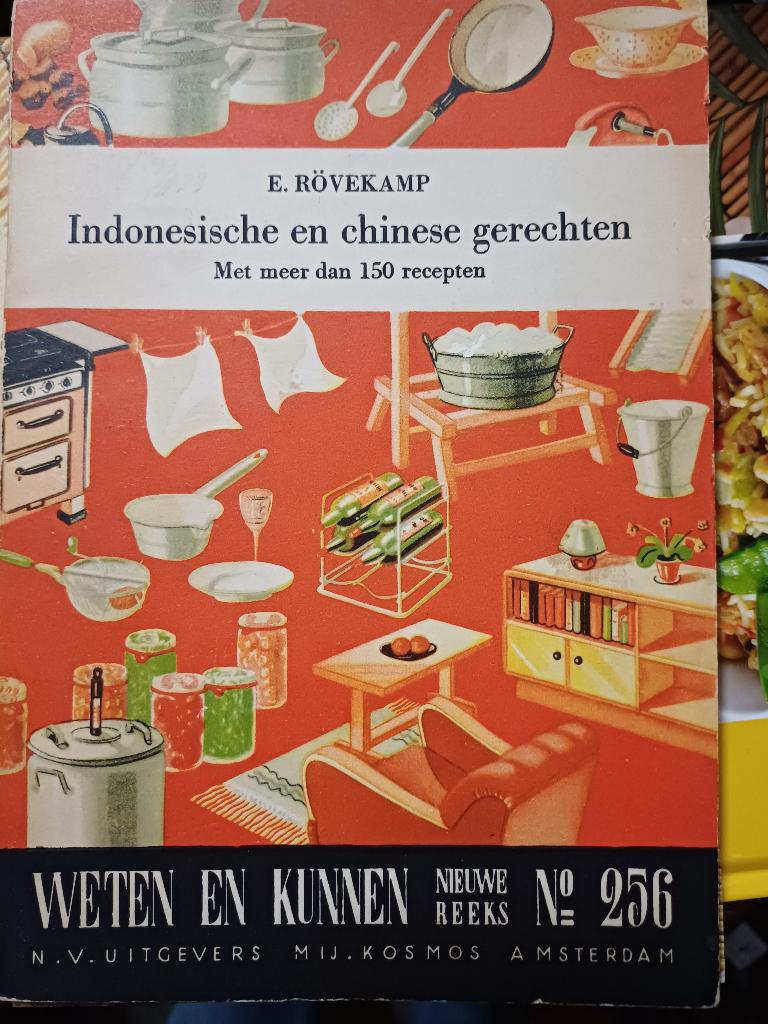 E. RÖVEKAMP
Indonesische en chinese gerechten
Met meer dan 150 recepten
WETEN EN KUNNEN NIEUWE REEKS Nº 256
N.V. UITGEVERS MIJ. KOSMOS AMSTERDAM